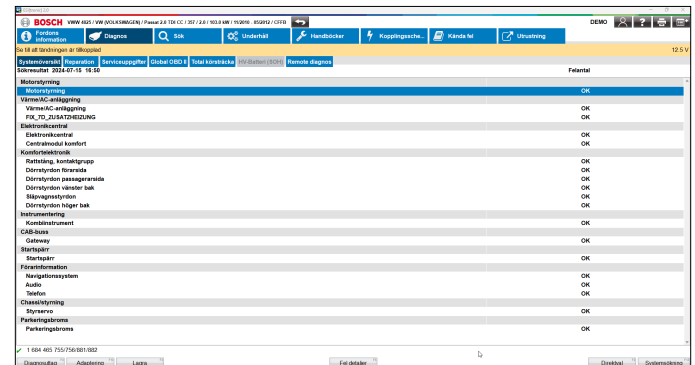 BOSCH VWW 4025 / VW (VOLKSWAGEN) / Passat 2.0 TDI CC / 357 / 2.0 / 103.0 kW / 11/2010 - 05/2012 / CFFB DEMO ?
Fordons information Diagnos Sök Underhåll Handböcker Kopplingssche... Kända fel Utrustning
Se till att tändningen är tillkopplad 12.5 V
Systemöversikt Reparation Serviceuppgifter Global OBD II Total körsträcka HV-Batteri (SOH) Remote diagnos
Sökresultat 2024-07-15 16:50 Felantal
Motorstyrning
Motorstyrning OK
Värme/AC-anläggning
Värme/AC-anläggning OK
FIX_7D_ZUSATZHEIZUNG OK
Elektronikcentral
Elektronikcentral OK
Centralmodul komfort OK
Komfortelektronik
Rattstång, kontaktgrupp OK
Dörrstyrdon förarsida OK
Dörrstyrdon passagerarsida OK
Dörrstyrdon vänster bak OK
Släpvagnsstyrdon OK
Dörrstyrdon höger bak OK
Instrumentering
Kombiinstrument OK
CAB-buss
Gateway OK
Startspärr
Startspärr OK
Förarinformation
Navigationssystem OK
Audio OK
Telefon OK
Chassi/styrning
Styrservo OK
Parkeringsbroms
Parkeringsbroms OK
1 684 465 755/756/881/882
Diagnosuttag Adaptering Lagra Fel detaljer Direktval Systemsökning